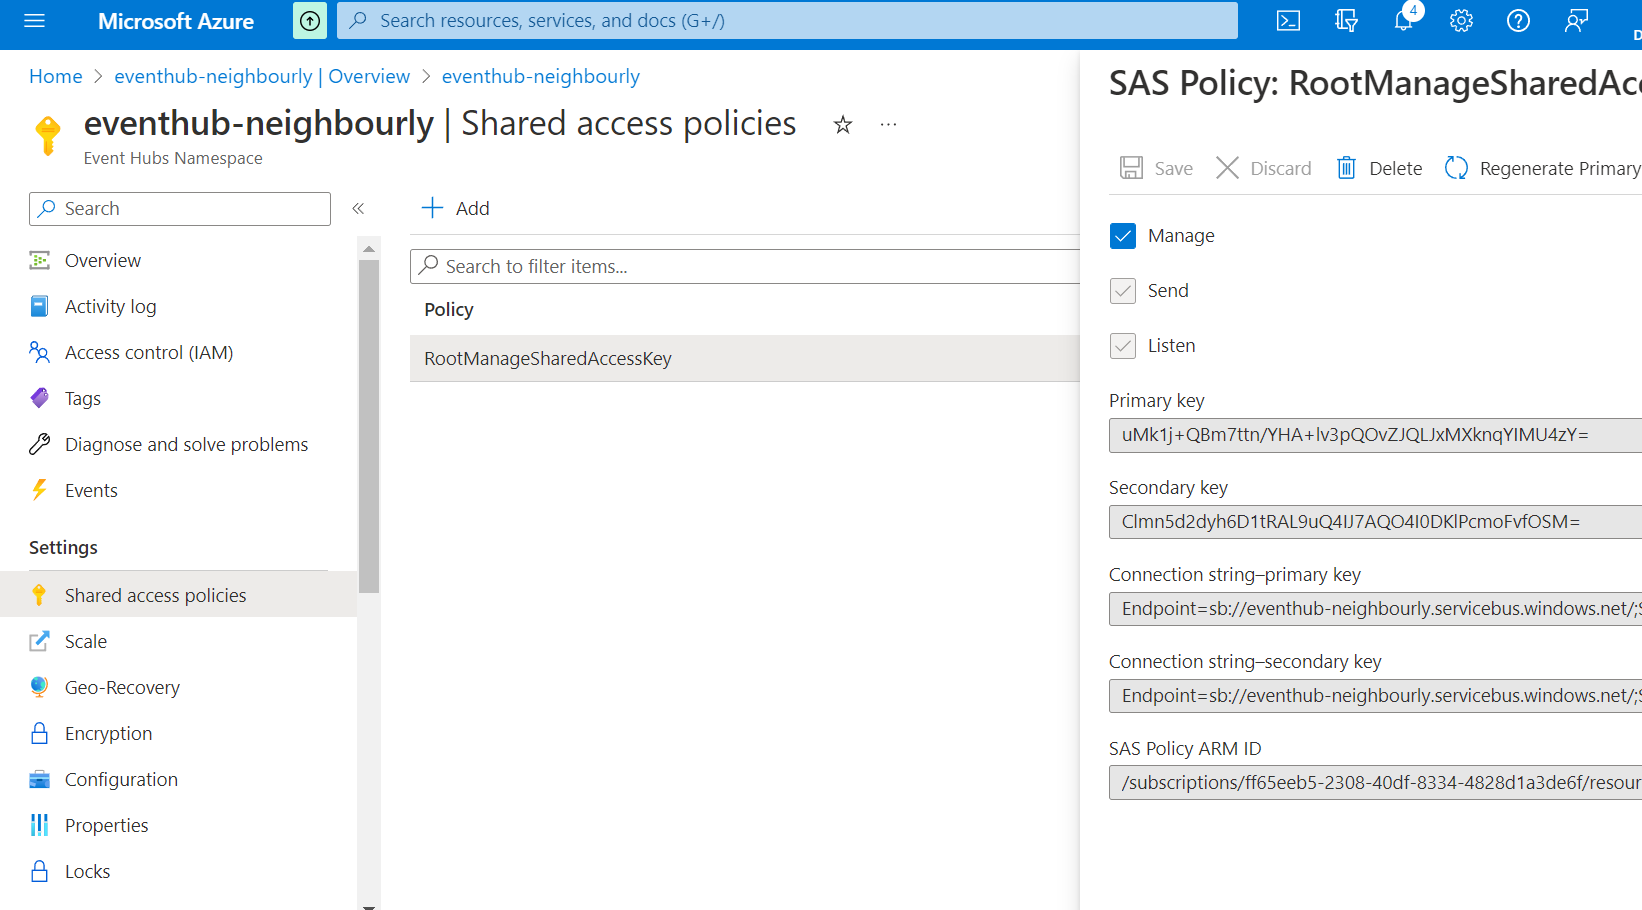 Microsoft Azure
Search resources, services, and docs (G+/)
4
Home > eventhub-neighbourly | Overview > eventhub-neighbourly
eventhub-neighbourly | Shared access policies
Event Hubs Namespace
Search
Overview
Activity log
Access control (IAM)
Tags
Diagnose and solve problems
Events
Settings
Shared access policies
Scale
Geo-Recovery
Encryption
Configuration
Properties
Locks
Add
Search to filter items...
Policy
RootManageSharedAccessKey
SAS Policy: RootManageSharedAcc
Save
Discard
Delete
Regenerate Primary
Manage
Send
Listen
Primary key
uMk1j+QBm7ttn/YHA+lv3pQOvZJQLJxMXknqYIMU4zY=
Secondary key
Clmn5d2dyh6D1tRAL9uQ4IJ7AQO4I0DKlPcmoFvfOSM=
Connection string–primary key
Endpoint=sb://eventhub-neighbourly.servicebus.windows.net/;S
Connection string–secondary key
Endpoint=sb://eventhub-neighbourly.servicebus.windows.net/;S
SAS Policy ARM ID
/subscriptions/ff65eeb5-2308-40df-8334-4828d1a3de6f/resour